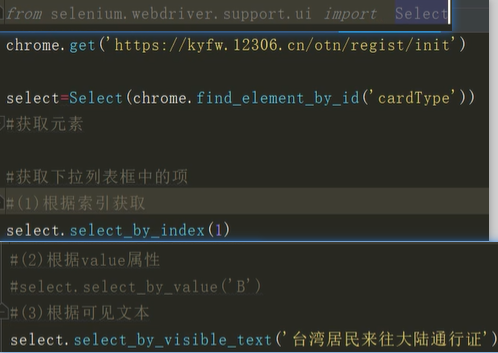 from selenium.webdriver.support.ui import Select
chrome.get('https://kyfw.12306.cn/otn/regist/init')
select=Select(chrome.find_element_by_id('cardType'))
#获取元素
#获取下拉列表框中的项
#(1)根据索引获取
select.select_by_index(1)
#(2)根据value属性
#select.select_by_value('B')
#(3)根据可见文本
select.select_by_visible_text('台湾居民来往大陆通行证')